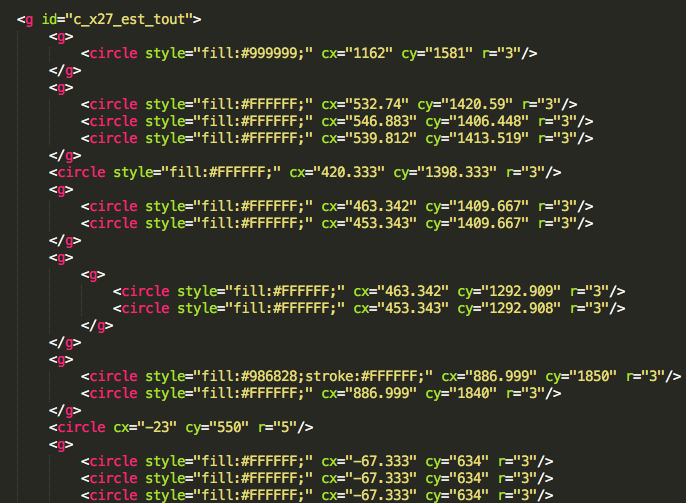 <g id="c_x27_est_tout">
<g>
<circle style="fill:#999999;" cx="1162" cy="1581" r="3"/>
</g>
<g>
<circle style="fill:#FFFFFF;" cx="532.74" cy="1420.59" r="3"/>
<circle style="fill:#FFFFFF;" cx="546.883" cy="1406.448" r="3"/>
<circle style="fill:#FFFFFF;" cx="539.812" cy="1413.519" r="3"/>
</g>
<circle style="fill:#FFFFFF;" cx="420.333" cy="1398.333" r="3"/>
<g>
<circle style="fill:#FFFFFF;" cx="463.342" cy="1409.667" r="3"/>
<circle style="fill:#FFFFFF;" cx="453.343" cy="1409.667" r="3"/>
</g>
<g>
<g>
<circle style="fill:#FFFFFF;" cx="463.342" cy="1292.909" r="3"/>
<circle style="fill:#FFFFFF;" cx="453.343" cy="1292.908" r="3"/>
</g>
</g>
<g>
<circle style="fill:#986828;stroke:#FFFFFF;" cx="886.999" cy="1850" r="3"/>
<circle style="fill:#FFFFFF;" cx="886.999" cy="1840" r="3"/>
</g>
<circle cx="-23" cy="550" r="5"/>
<g>
<circle style="fill:#FFFFFF;" cx="-67.333" cy="634" r="3"/>
<circle style="fill:#FFFFFF;" cx="-67.333" cy="634" r="3"/>
<circle style="fill:#FFFFFF;" cx="-67.333" cy="634" r="3"/>